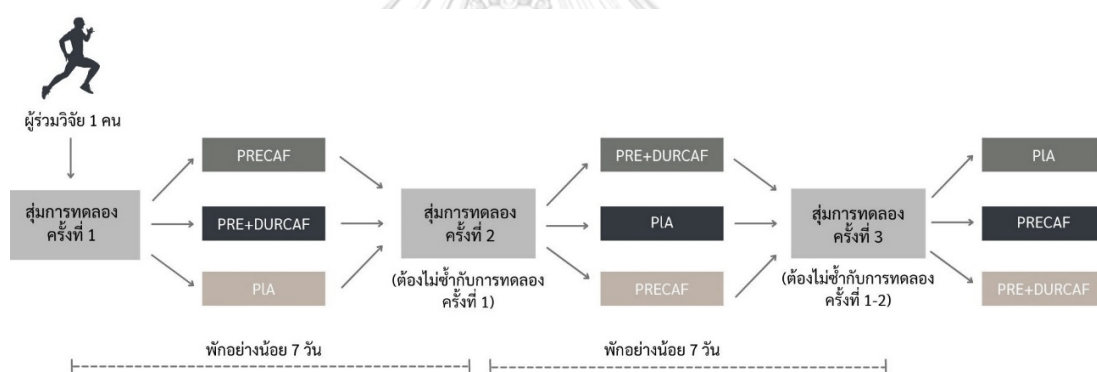 ผู้ร่วมวิจัย 1 คน
สุ่มการทดลอง
ครั้งที่ 1
PRECAF
PRE+DURCAF
PlA
สุ่มการทดลอง
ครั้งที่ 2
(ต้องไม่ซ้ำกับการทดลอง
ครั้งที่ 1)
PRE+DURCAF
PlA
PRECAF
สุ่มการทดลอง
ครั้งที่ 3
(ต้องไม่ซ้ำกับการทดลอง
ครั้งที่ 1-2)
PlA
PRECAF
PRE+DURCAF
พักอย่างน้อย 7 วัน
พักอย่างน้อย 7 วัน